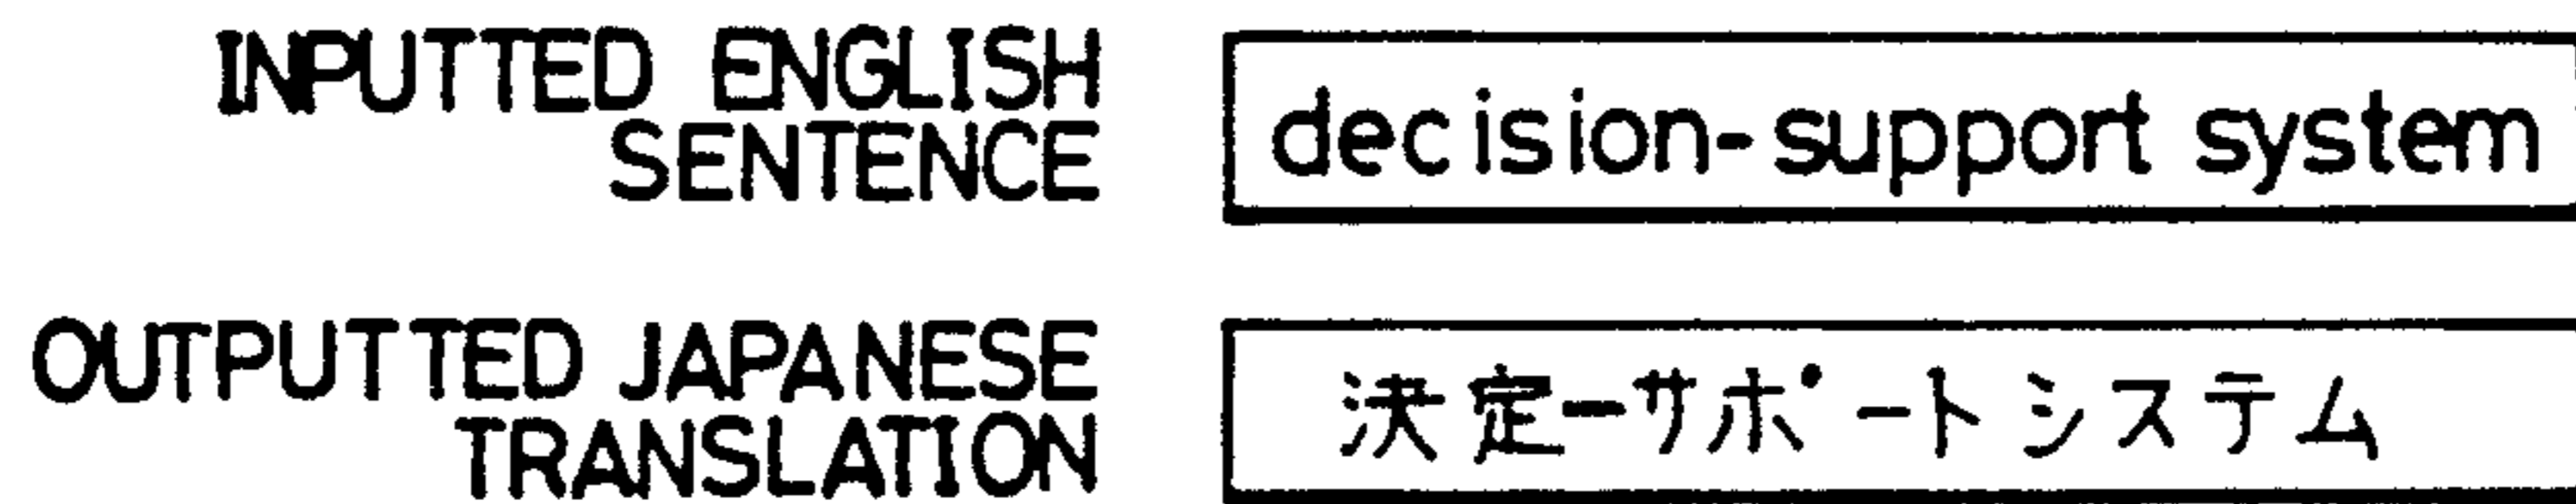 INPUTTED ENGLISH
SENTENCE
decision-support system
OUTPUTTED JAPANESE
TRANSLATION
決定ーサポートシステム